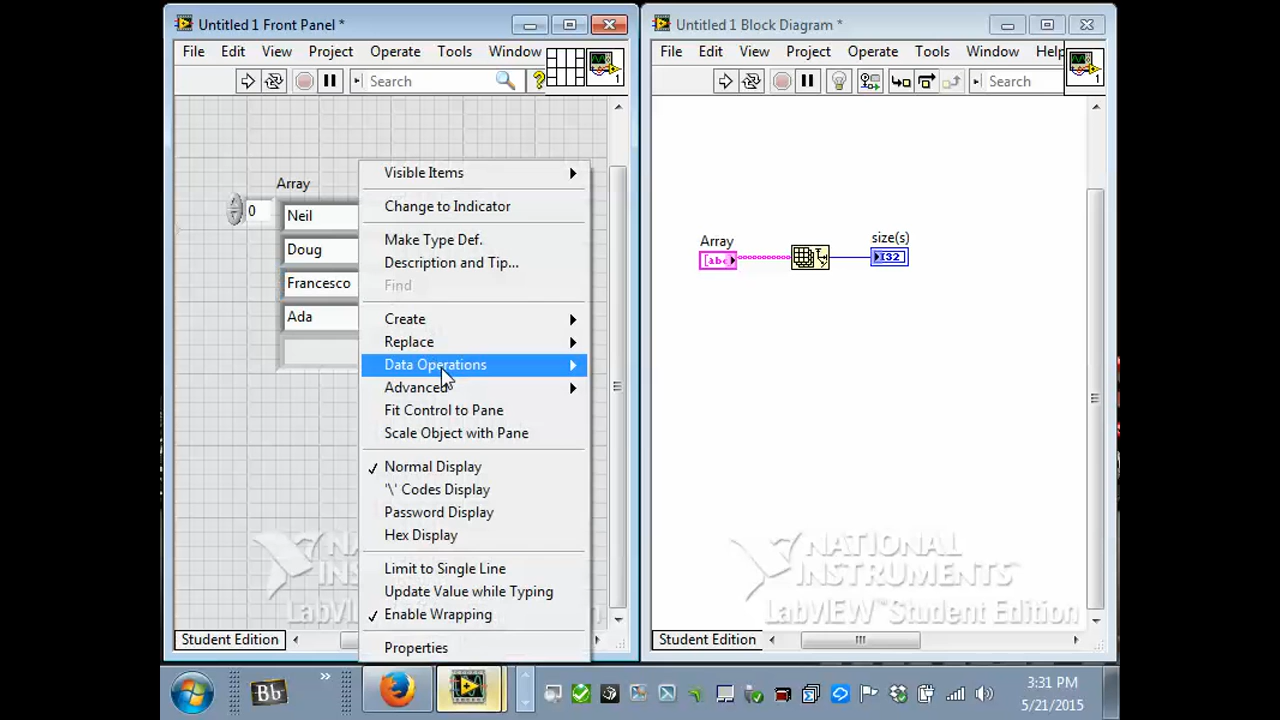 Untitled 1 Front Panel *
File Edit View Project Operate Tools Window
Search
?
1
Array
0
Neil
Doug
Francesco
Ada
Visible Items
Change to Indicator
Make Type Def.
Description and Tip...
Find
Create
Replace
Data Operations
Advanced
Fit Control to Pane
Scale Object with Pane
✓ Normal Display
'\' Codes Display
Password Display
Hex Display
Limit to Single Line
Update Value while Typing
✓ Enable Wrapping
Properties
Student Edition
Untitled 1 Block Diagram *
File Edit View Project Operate Tools Window Help
Search
1
Array
[abc
size(s)
I32
NATIONAL
INSTRUMENTS
LabVIEW™ Student Edition
Student Edition
Bb
»
3:31 PM
5/21/2015